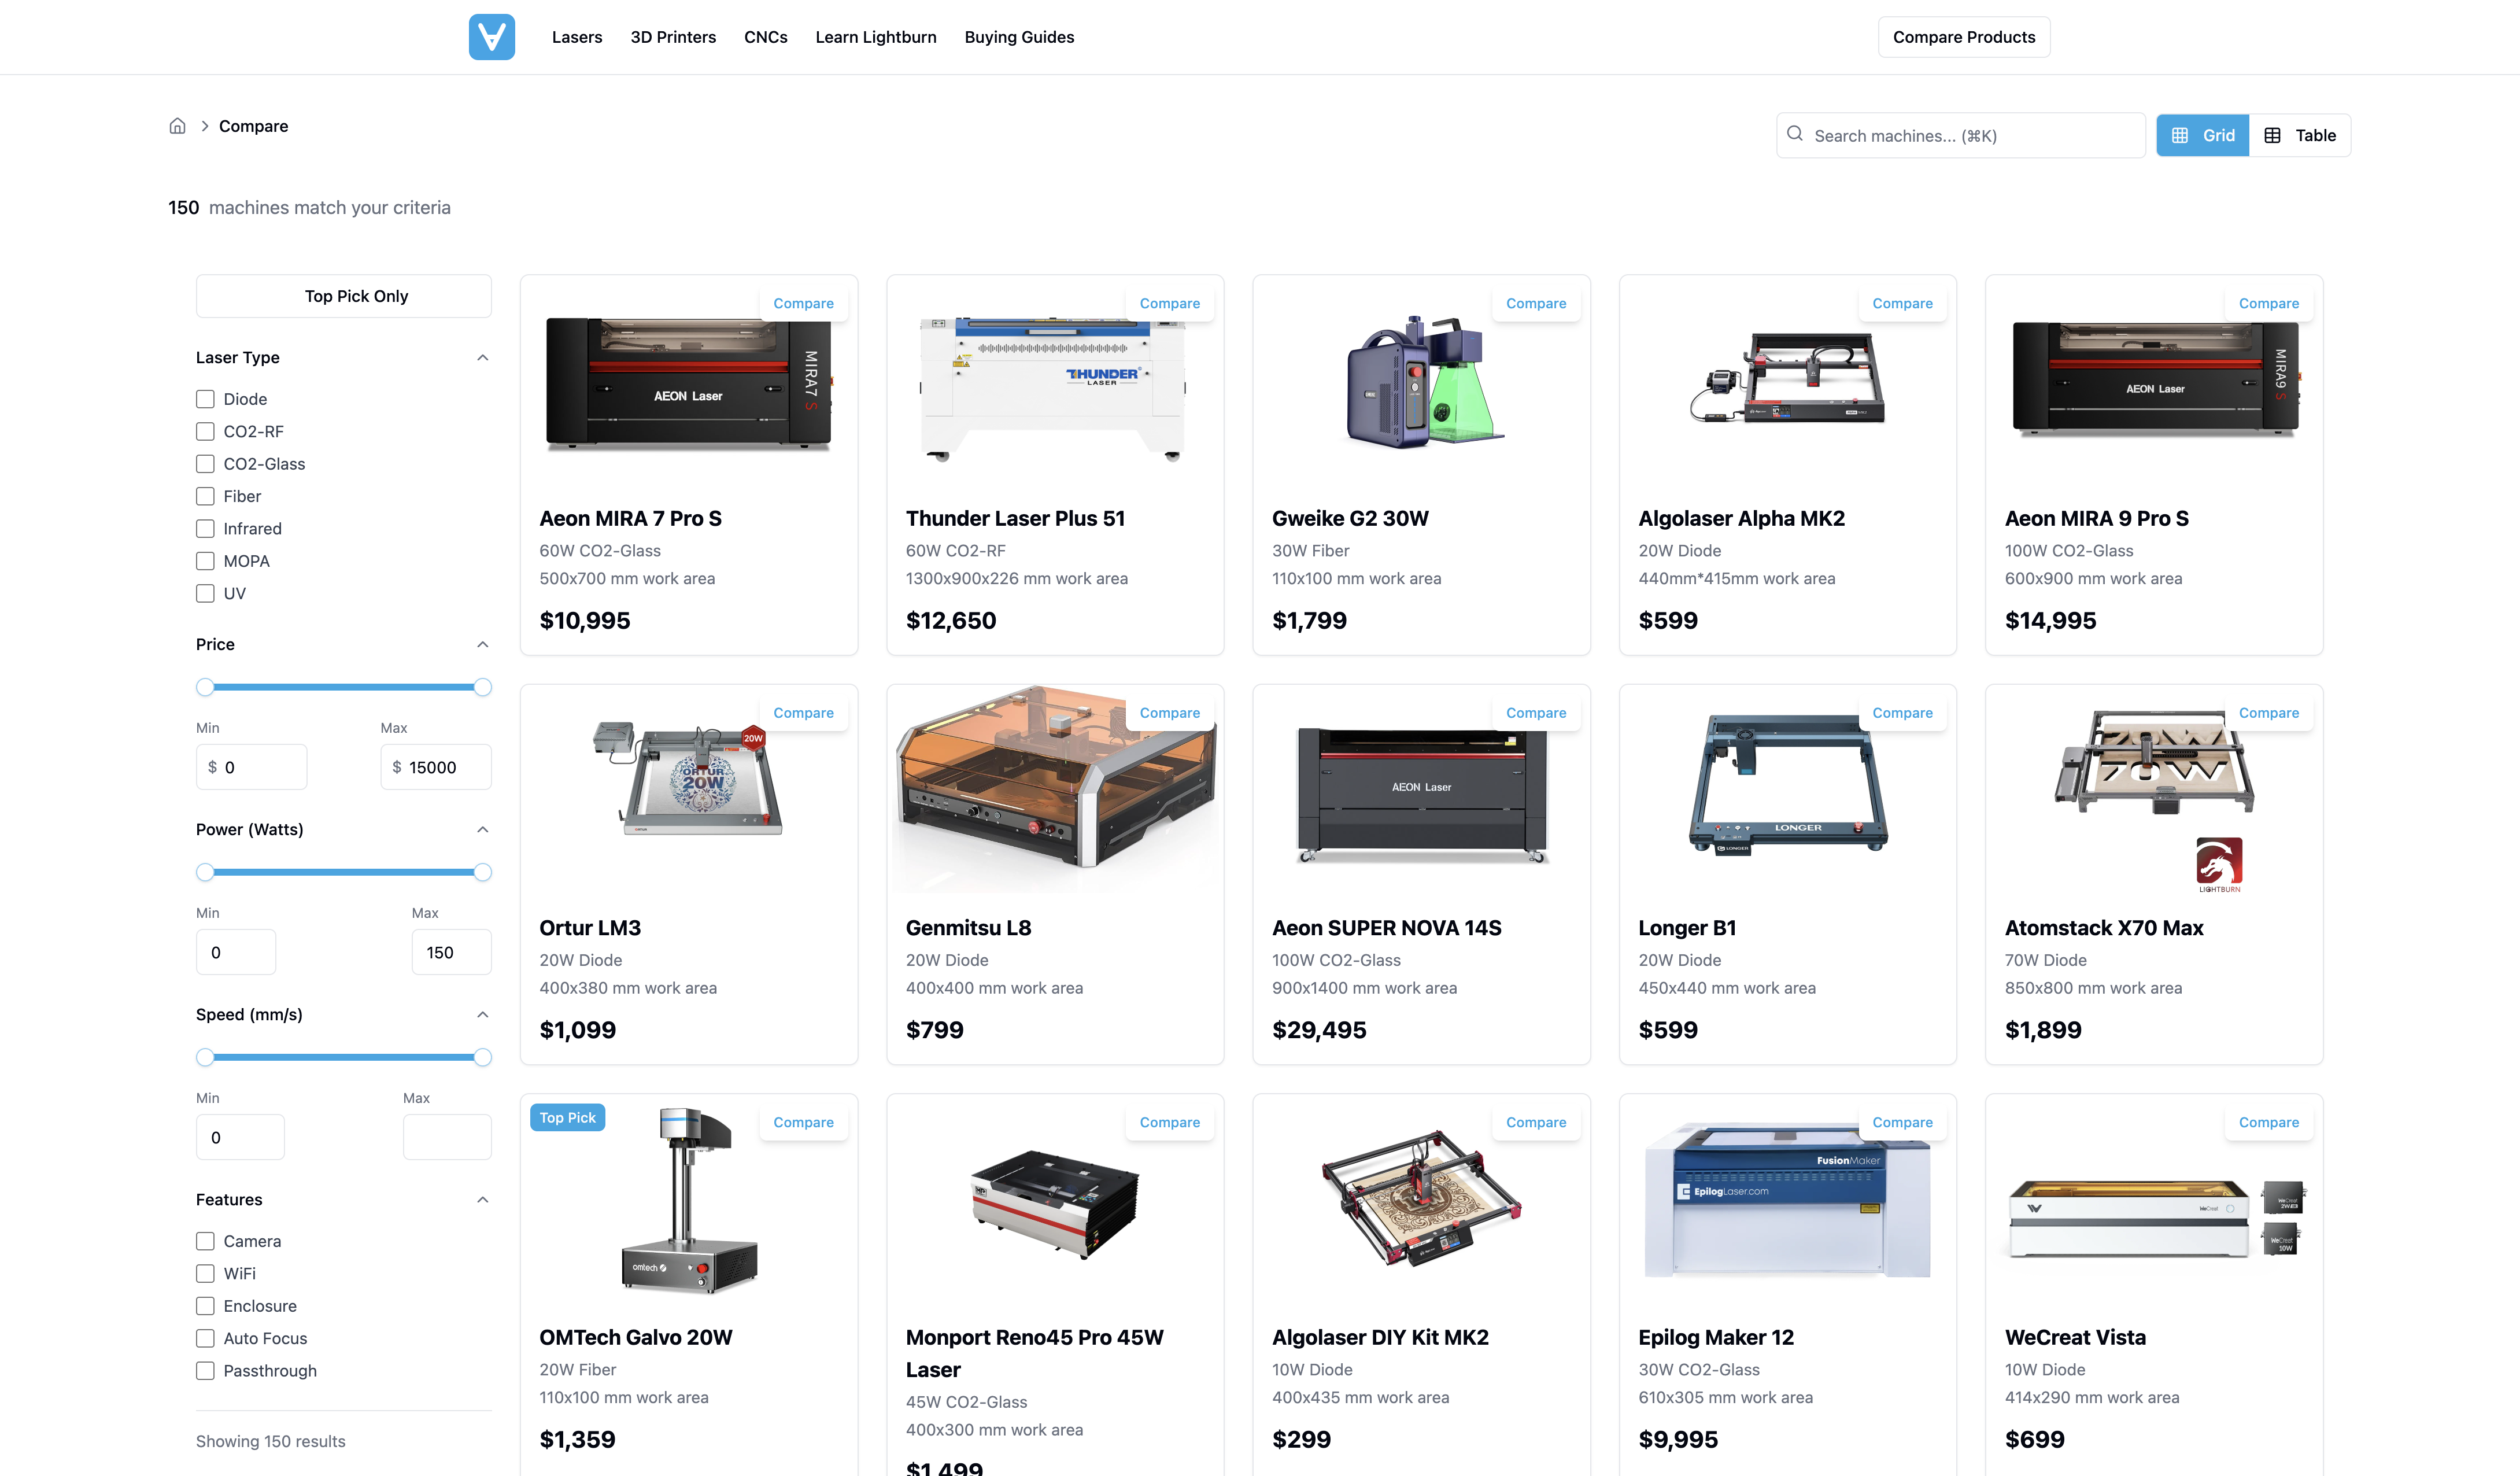 Lasers
3D Printers
CNCs
Learn Lightburn
Buying Guides
Compare Products
Compare
Search machines... (⌘K)
Grid
Table
150 machines match your criteria
Top Pick Only
Laser Type
Diode
CO2-RF
CO2-Glass
Fiber
Infrared
MOPA
UV
Price
Min
Max
$ 0
$ 15000
Power (Watts)
Min
Max
0
150
Speed (mm/s)
Min
Max
0
Features
Camera
WiFi
Enclosure
Auto Focus
Passthrough
Showing 150 results
Compare
AEON Laser
MIRA7 S
Aeon MIRA 7 Pro S
60W CO2-Glass
500x700 mm work area
$10,995
Compare
THUNDER
LASER
Thunder Laser Plus 51
60W CO2-RF
1300x900x226 mm work area
$12,650
Compare
Gweike G2 30W
30W Fiber
110x100 mm work area
$1,799
Compare
Algolaser Alpha MK2
20W Diode
440mm*415mm work area
$599
Compare
AEON Laser
MIRA9 S
Aeon MIRA 9 Pro S
100W CO2-Glass
600x900 mm work area
$14,995
Compare
20W
ORTUR
20W
Ortur LM3
20W Diode
400x380 mm work area
$1,099
Compare
Genmitsu L8
20W Diode
400x400 mm work area
$799
Compare
AEON Laser
Aeon SUPER NOVA 14S
100W CO2-Glass
900x1400 mm work area
$29,495
Compare
LONGER
LONGER
Longer B1
20W Diode
450x440 mm work area
$599
Compare
70W
LIGHTBURN
Atomstack X70 Max
70W Diode
850x800 mm work area
$1,899
Top Pick
Compare
omtech
OMTech Galvo 20W
20W Fiber
110x100 mm work area
$1,359
Compare
Monport Reno45 Pro 45W
Laser
45W CO2-Glass
400x300 mm work area
$1,499
Compare
Algolaser DIY Kit MK2
10W Diode
400x435 mm work area
$299
Compare
FusionMaker
EpilogLaser.com
Epilog Maker 12
30W CO2-Glass
610x305 mm work area
$9,995
Compare
WeCreat
WeCreat
2W
WeCreat
10W
WeCreat Vista
10W Diode
414x290 mm work area
$699